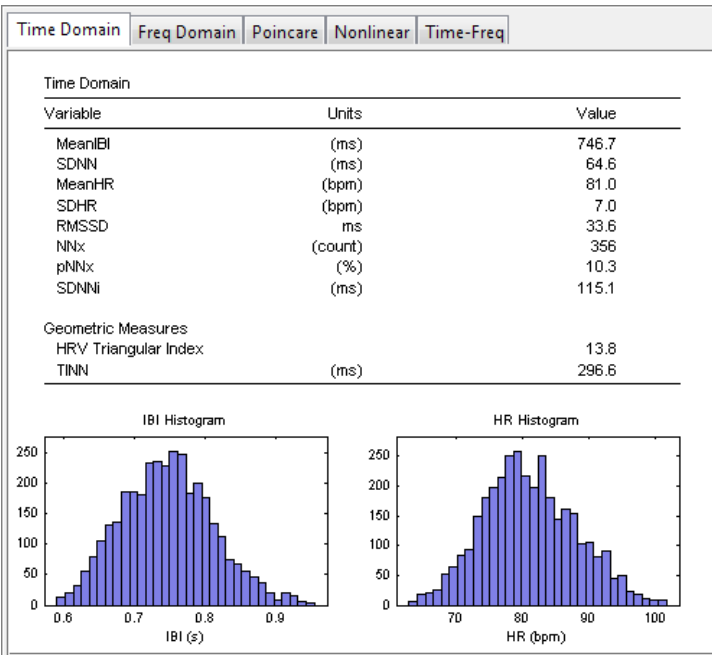 Time Domain Freq Domain Poincare Nonlinear Time-Freq
Time Domain
Variable Units Value
MeanIBI (ms) 746.7
SDNN (ms) 64.6
MeanHR (bpm) 81.0
SDHR (bpm) 7.0
RMSSD ms 33.6
NNx (count) 356
pNNx (%) 10.3
SDNNi (ms) 115.1
Geometric Measures
HRV Triangular Index 13.8
TINN (ms) 296.6
IBI Histogram
250
200
150
100
50
0
0.6 0.7 0.8 0.9
IBI (s)
HR Histogram
250
200
150
100
50
0
70 80 90 100
HR (bpm)